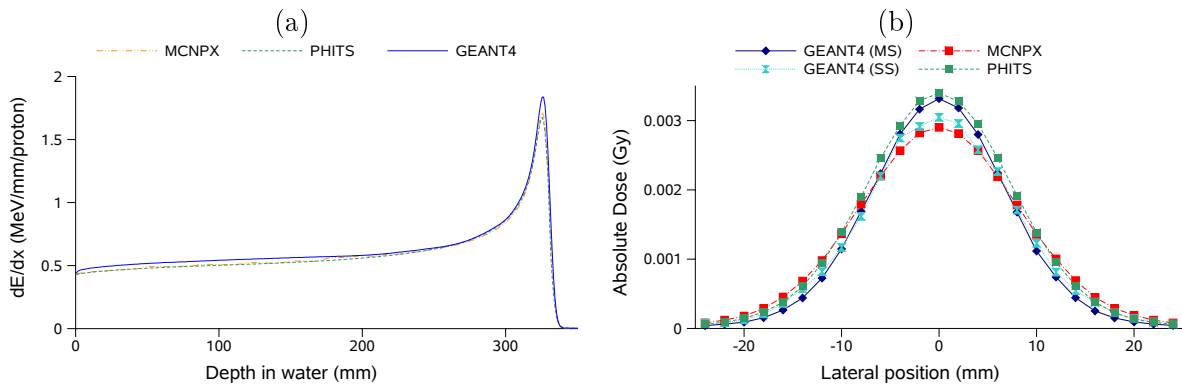 (a)
MCNPX PHITS GEANT4
2
1.5
1
0.5
0
dE/dx (MeV/mm/proton)
0 100 200 300
Depth in water (mm)
(b)
GEANT4 (MS) MCNPX
GEANT4 (SS) PHITS
0.003
0.002
0.001
0
Absolute Dose (Gy)
-20 -10 0 10 20
Lateral position (mm)